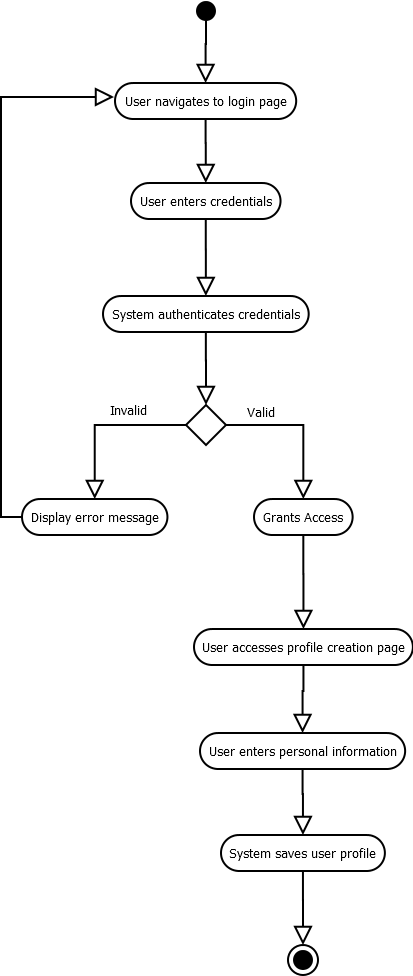 User navigates to login page
User enters credentials
System authenticates credentials
Invalid
Valid
Display error message
Grants Access
User accesses profile creation page
User enters personal information
System saves user profile